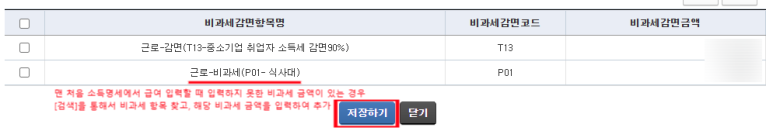 비과세감면항목명 비과세감면코드 비과세감면금액
근로-감면(T13-중소기업 취업자 소득세 감면90%) T13
근로-비과세(P01- 식사대) P01
맨 처음 소득명세에서 급여 입력할 때 입력하지 못한 비과세 금액이 있는 경우
[검색]을 통해서 비과세 항목 찾고, 해당 비과세 금액을 입력하여 추가
저장하기 닫기